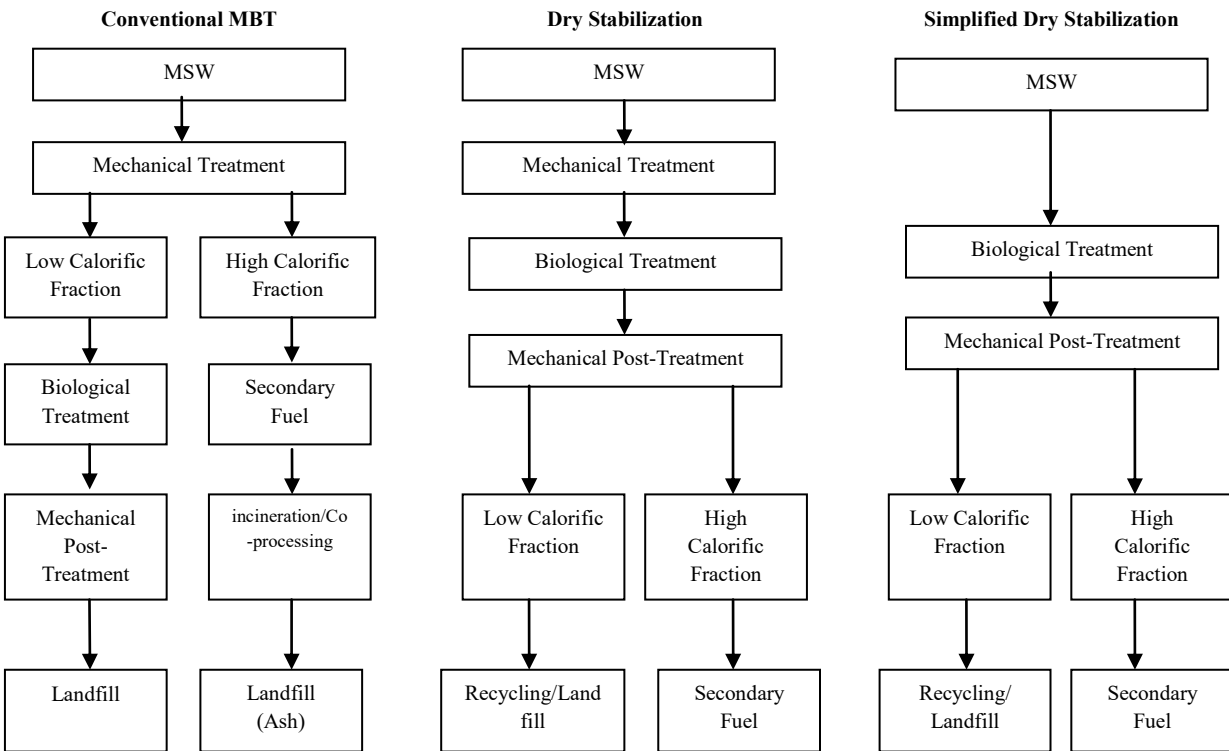 Conventional MBT
MSW
Mechanical Treatment
Low Calorific
Fraction
High Calorific
Fraction
Biological
Treatment
Secondary
Fuel
Mechanical
Post-
Treatment
incineration/Co
-processing
Landfill
Landfill
(Ash)
Dry Stabilization
MSW
Mechanical Treatment
Biological Treatment
Mechanical Post-Treatment
Low Calorific
Fraction
High
Calorific
Fraction
Recycling/Land
fill
Secondary
Fuel
Simplified Dry Stabilization
MSW
Biological Treatment
Mechanical Post-Treatment
Low Calorific
Fraction
High
Calorific
Fraction
Recycling/
Landfill
Secondary
Fuel